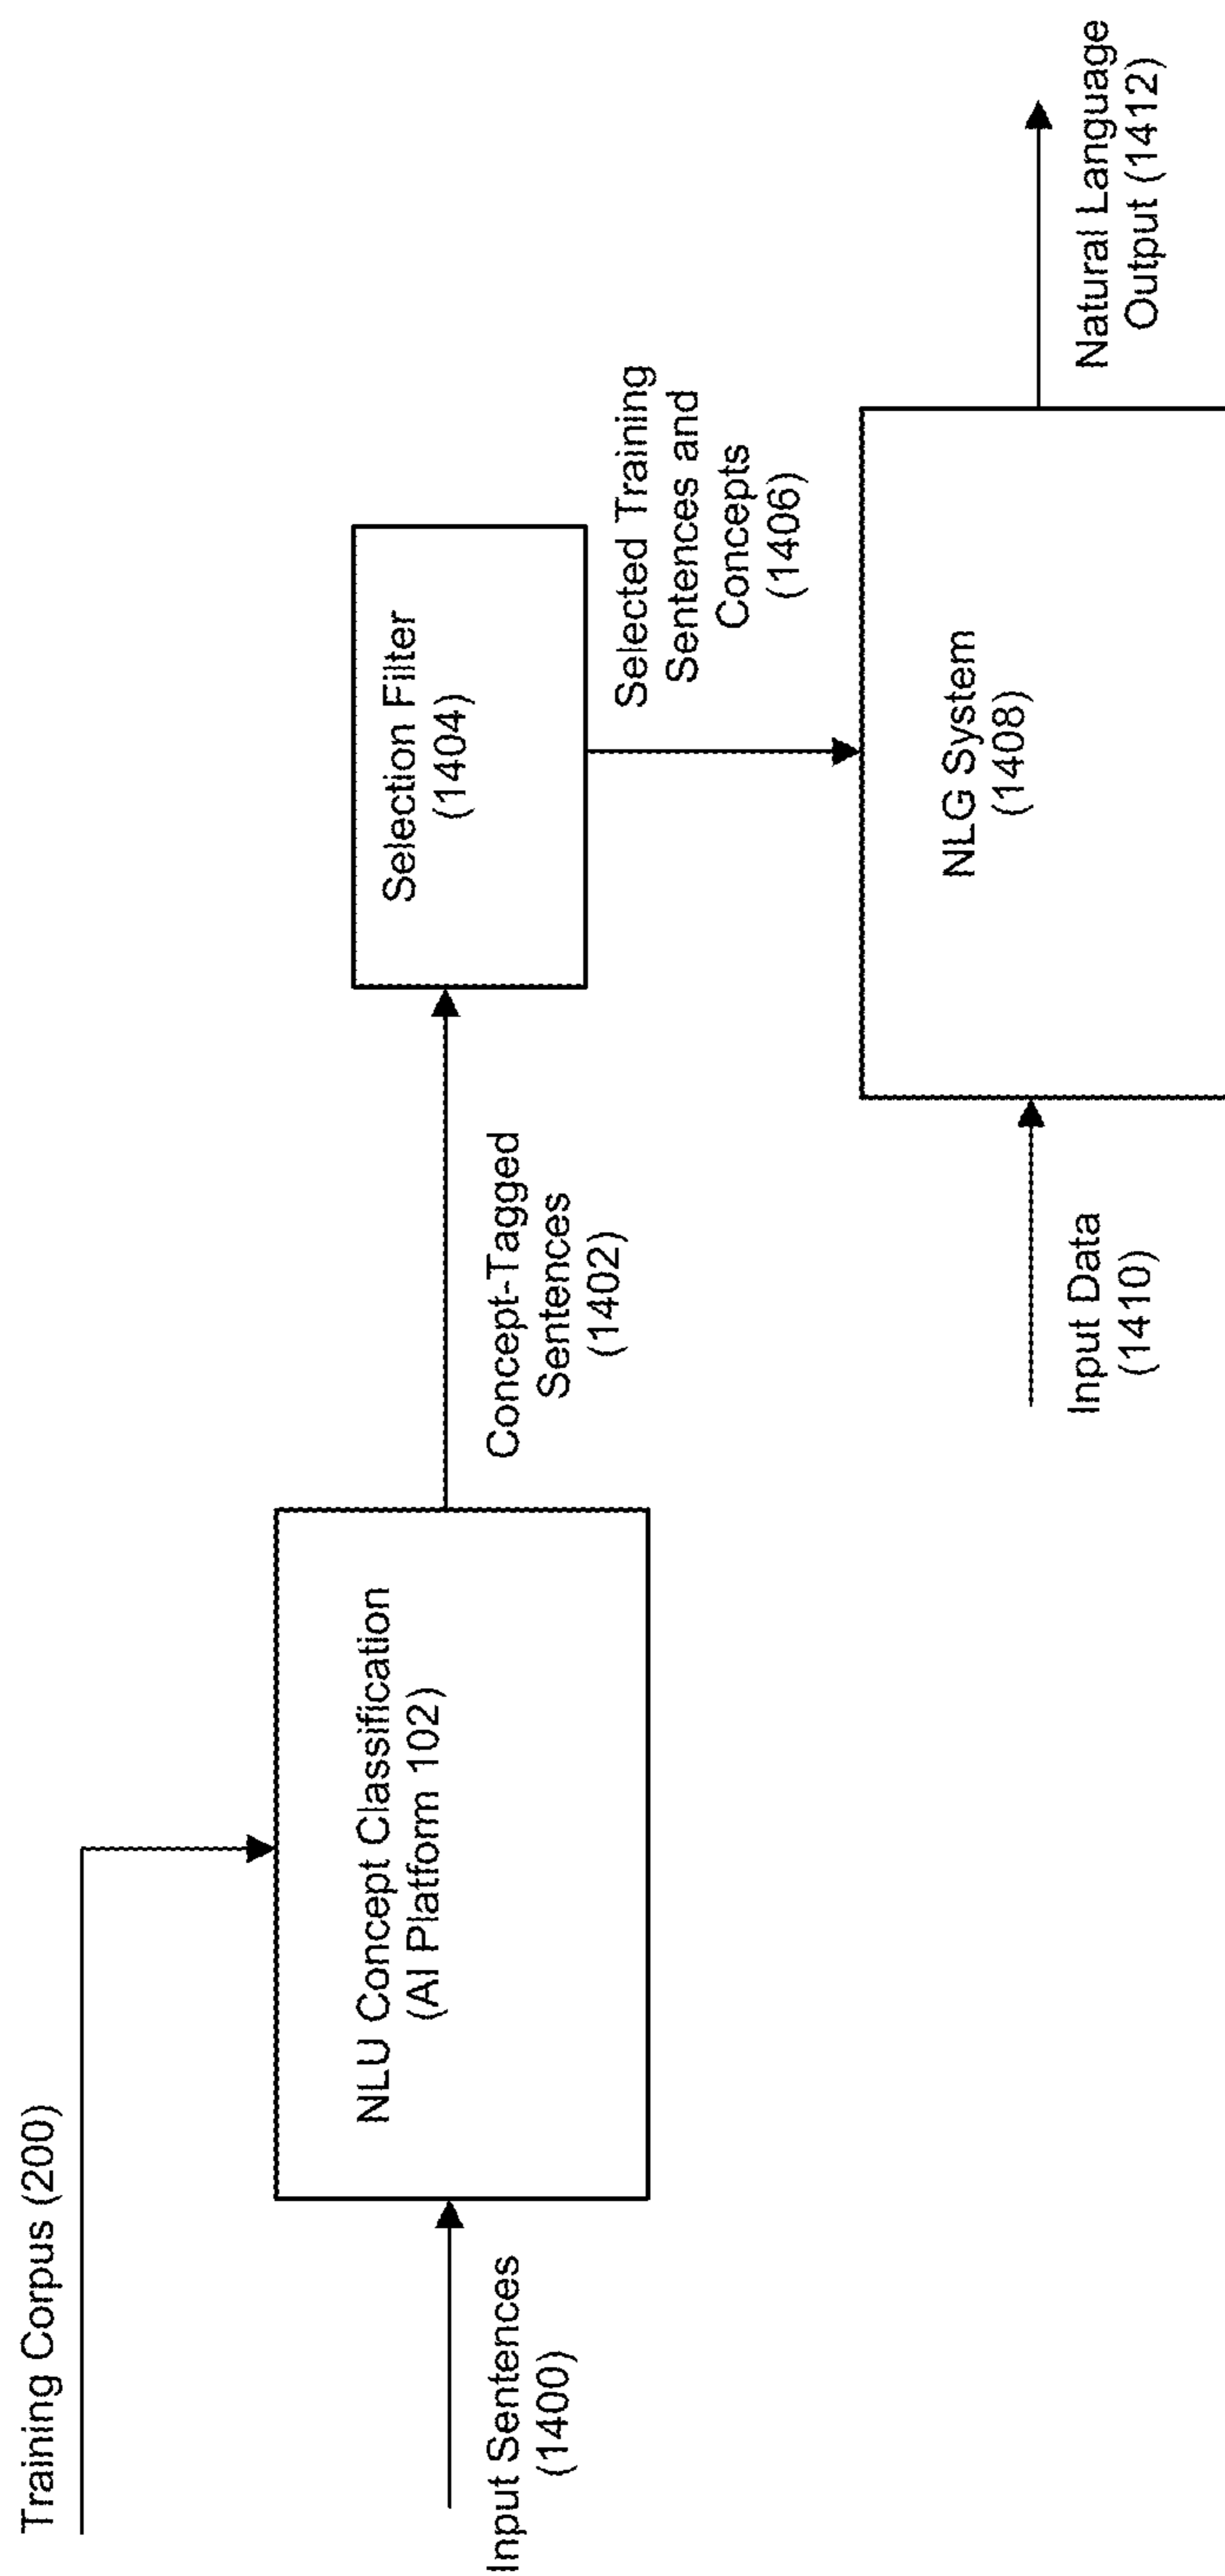 Training Corpus (200)
Input Sentences
(1400)
NLU Concept Classification
(AI Platform 102)
Concept-Tagged
Sentences
(1402)
Selection Filter
(1404)
Selected Training
Sentences and
Concepts
(1406)
Input Data
(1410)
NLG System
(1408)
Natural Language
Output (1412)